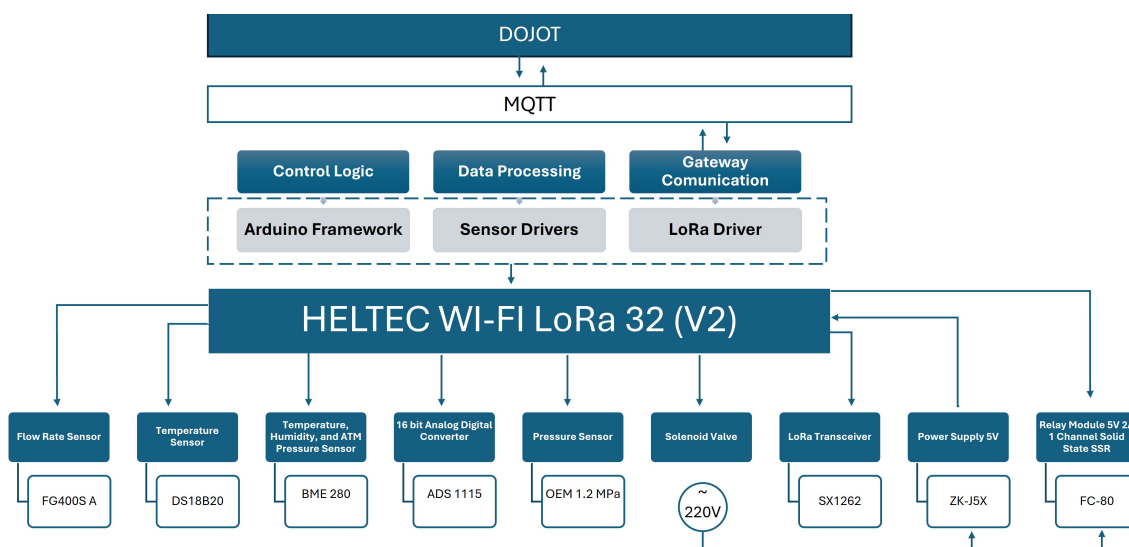 DOJOT
MQTT
Control Logic
Data Processing
Gateway
Comunication
Arduino Framework
Sensor Drivers
LoRa Driver
HELTEC WI-FI LoRa 32 (V2)
Flow Rate Sensor
Temperature
Sensor
Temperature,
Humidity, and ATM
Pressure Sensor
16 bit Analog Digital
Converter
Pressure Sensor
Solenoid Valve
LoRa Transceiver
Power Supply 5V
Relay Module 5V 2A
1 Channel Solid
State SSR
FG400S A
DS18B20
BME 280
ADS 1115
OEM 1.2 MPa
~
220V
SX1262
ZK-J5X
FC-80